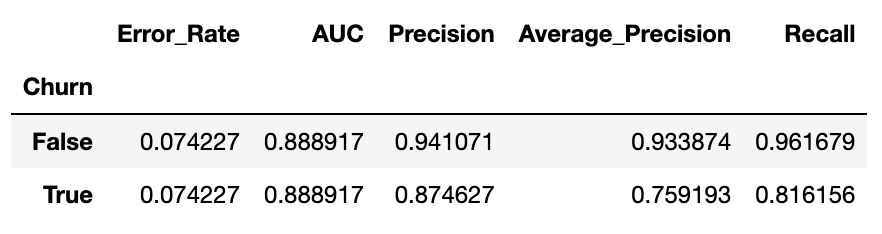 Error_Rate AUC Precision Average_Precision Recall
Churn
False 0.074227 0.888917 0.941071 0.933874 0.961679
True 0.074227 0.888917 0.874627 0.759193 0.816156